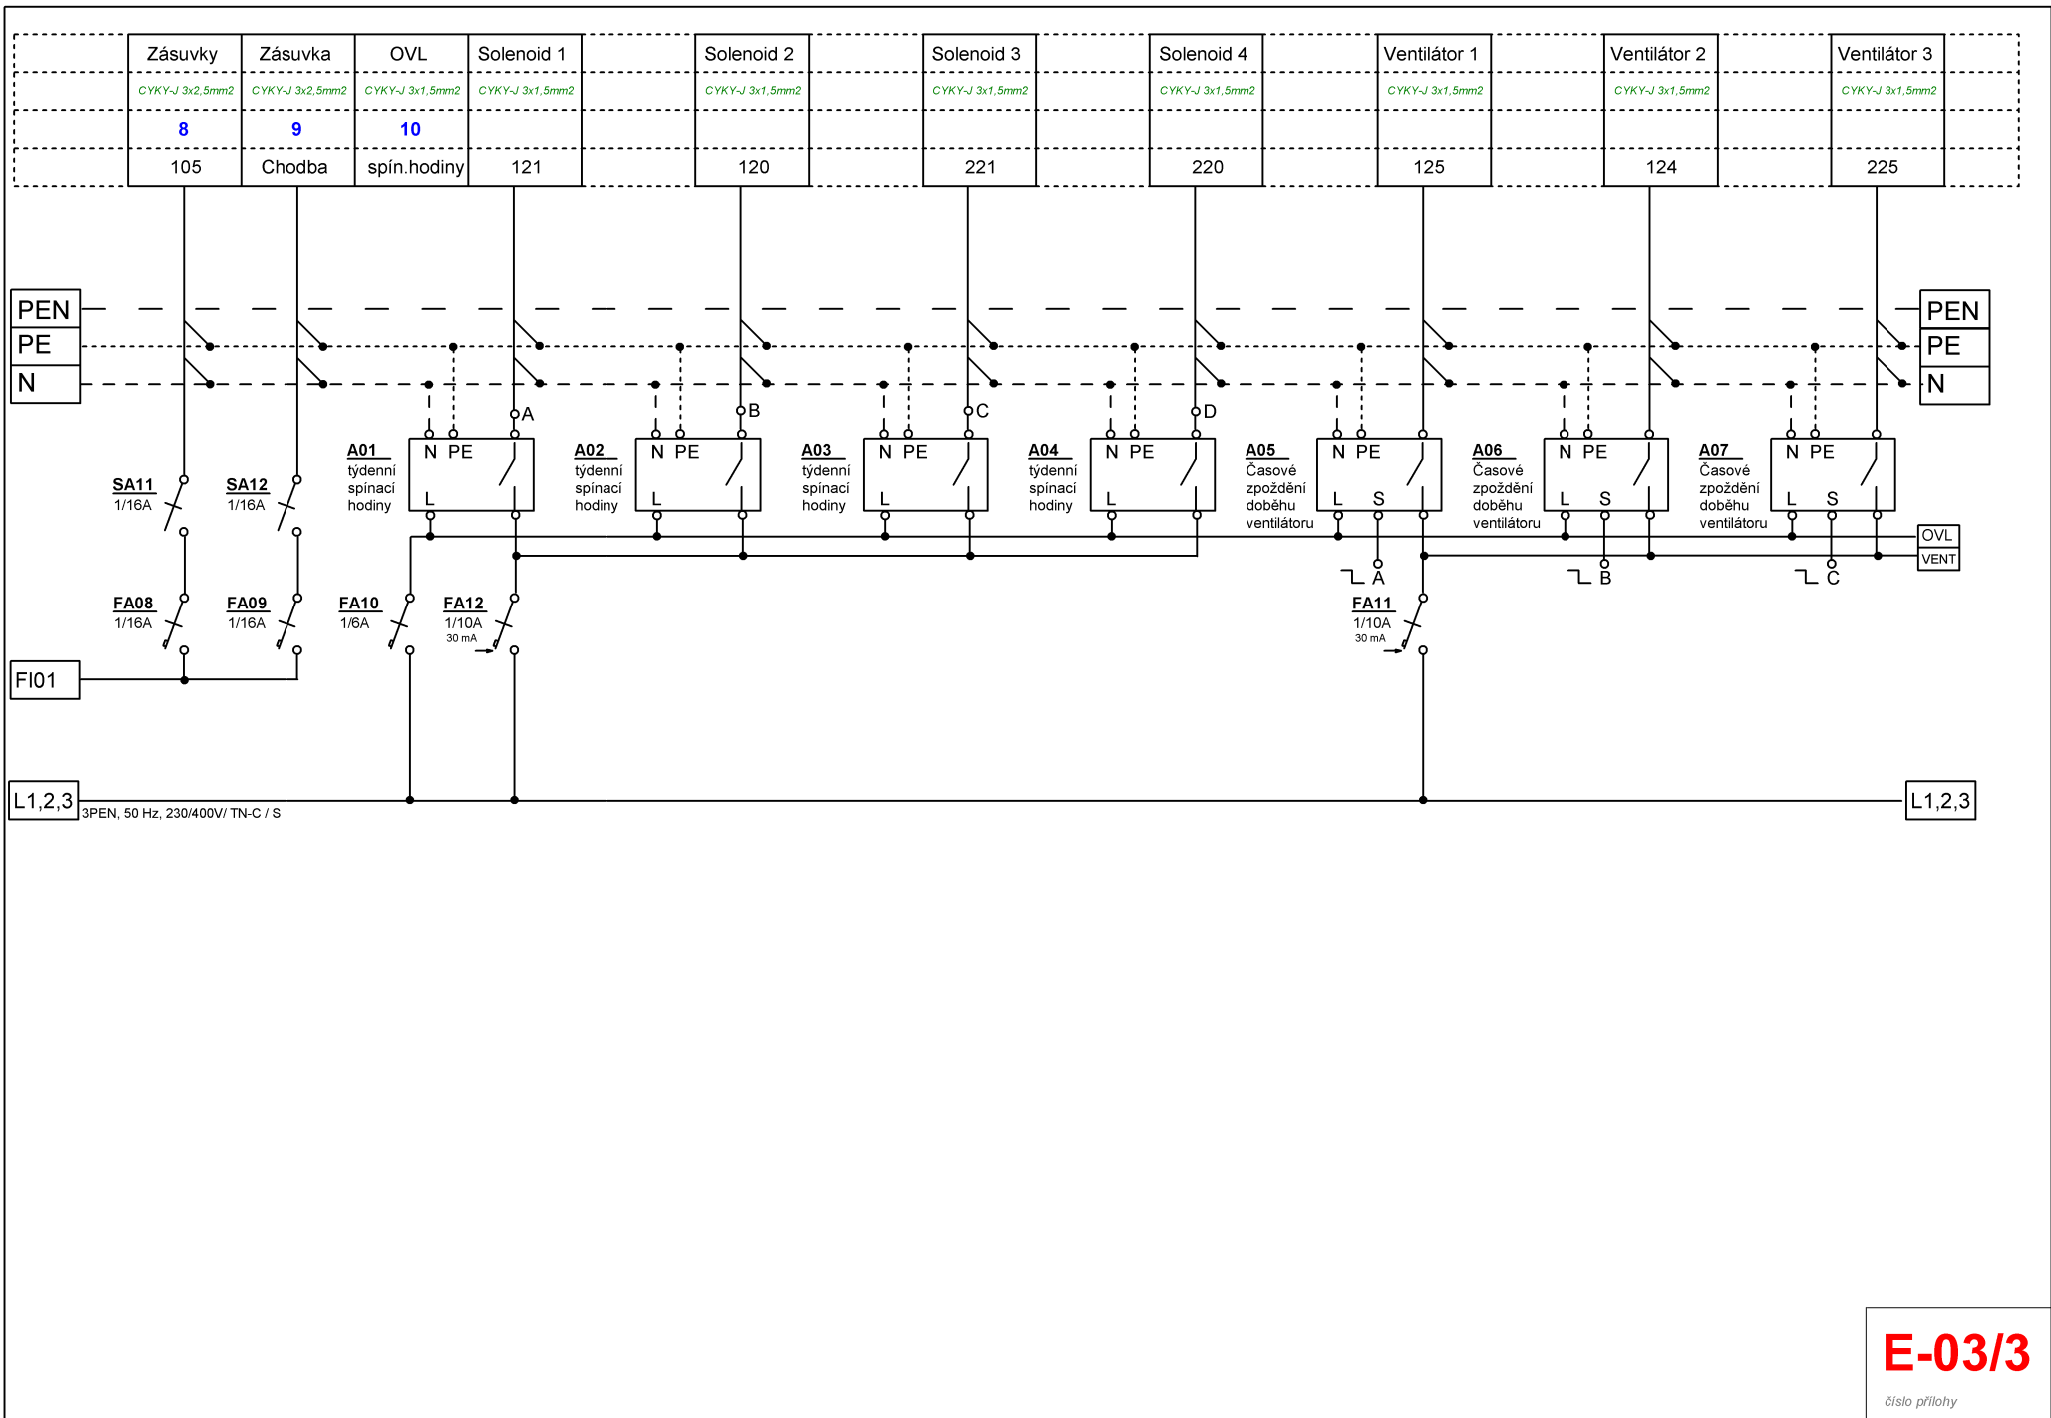 Zásuvky Zásuvka OVL Solenoid 1 Solenoid 2 Solenoid 3 Solenoid 4 Ventilátor 1 Ventilátor 2 Ventilátor 3
CYKY-J 3x2,5mm2 CYKY-J 3x2,5mm2 CYKY-J 3x1,5mm2 CYKY-J 3x1,5mm2 CYKY-J 3x1,5mm2 CYKY-J 3x1,5mm2 CYKY-J 3x1,5mm2 CYKY-J 3x1,5mm2 CYKY-J 3x1,5mm2 CYKY-J 3x1,5mm2
8 9 10
105 Chodba spín.hodiny 121 120 221 220 125 124 225
PEN PEN
PE PE
N N
A B C D
A01
týdenní
spínací
hodiny
N PE
L
A02
týdenní
spínací
hodiny
N PE
L
A03
týdenní
spínací
hodiny
N PE
L
A04
týdenní
spínací
hodiny
N PE
L
A05
Časové
zpoždění
doběhu
ventilátoru
N PE
L S
A06
Časové
zpoždění
doběhu
ventilátoru
N PE
L S
A07
Časové
zpoždění
doběhu
ventilátoru
N PE
L S
SA11
1/16A
SA12
1/16A
OVL
VENT
A B C
FA08
1/16A
FA09
1/16A
FA10
1/6A
FA12
1/10A
30 mA
FA11
1/10A
30 mA
FI01
L1,2,3 L1,2,3
3PEN, 50 Hz, 230/400V/ TN-C / S
E-03/3
číslo přílohy